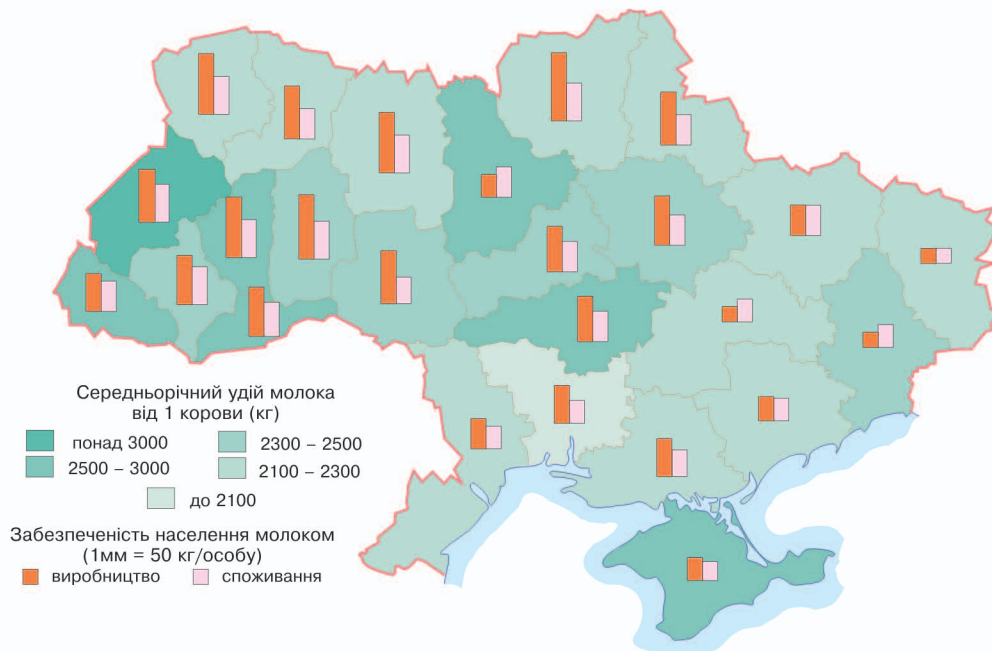 Середньорічний удій молока
від 1 корови (кг)
понад 3000
2300 – 2500
2500 – 3000
2100 – 2300
до 2100
Забезпеченість населення молоком
(1мм = 50 кг/особу)
виробництво
споживання